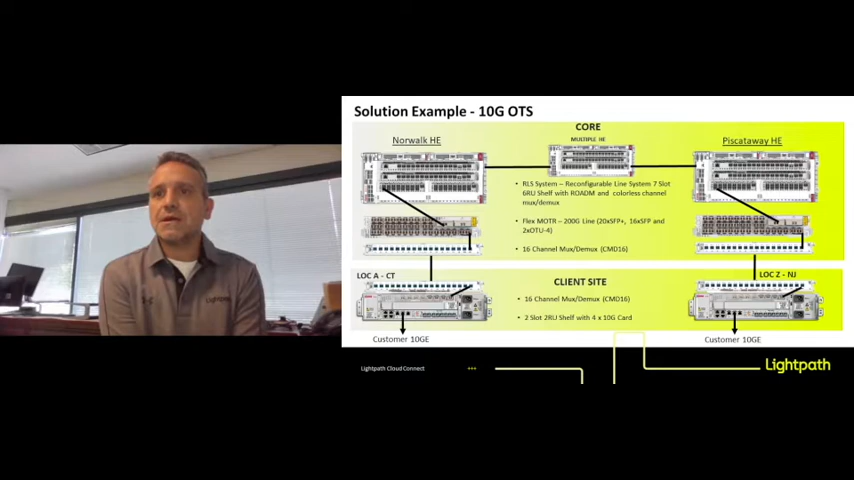 Solution Example - 10G OTS
CORE
Norwalk HE
MULTIPLE HE
Piscataway HE
• RLS System – Reconfigurable Line System 7 Slot
6RU Shelf with ROADM and colorless channel
mux/demux
• Flex MOTR – 200G Line (20xSFP+, 16xSFP and
2xOTU-4)
• 16 Channel Mux/Demux (CMD16)
LOC A - CT
CLIENT SITE
LOC Z - NJ
• 16 Channel Mux/Demux (CMD16)
• 2 Slot 2RU Shelf with 4 x 10G Card
Customer 10GE
Customer 10GE
Lightpath Cloud Connect
Lightpath
Lightpath